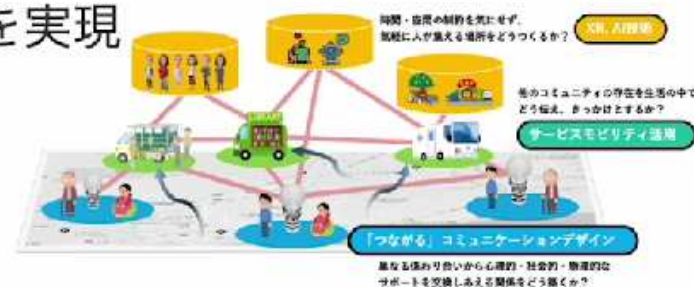 を実現
時間・空間の制約を気にせず、
気軽に人が集える場所をどうつくるか?
XR, AI技術
他のコミュニティの存在を生活の中で
どう伝え、きっかけとするか?
サービスモビリティ活用
「つながる」コミュニケーションデザイン
単なる係わり合いから心理的・社会的・物理的な
サポートを交換しあえる関係をどう築くか?